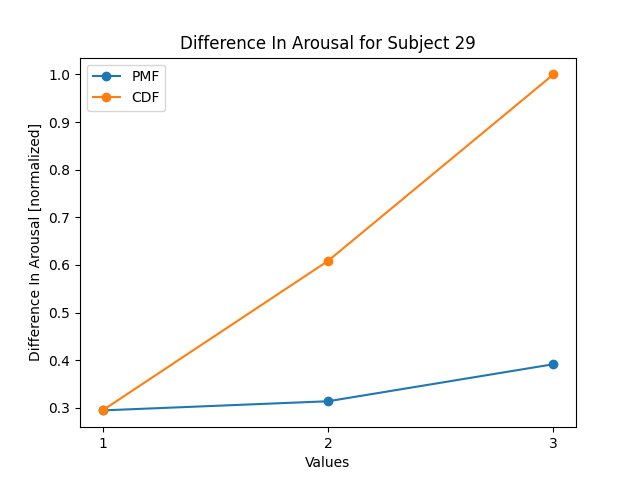 Difference In Arousal for Subject 29
PMF
CDF
Difference In Arousal [normalized]
1.0
0.9
0.8
0.7
0.6
0.5
0.4
0.3
1 2 3
Values